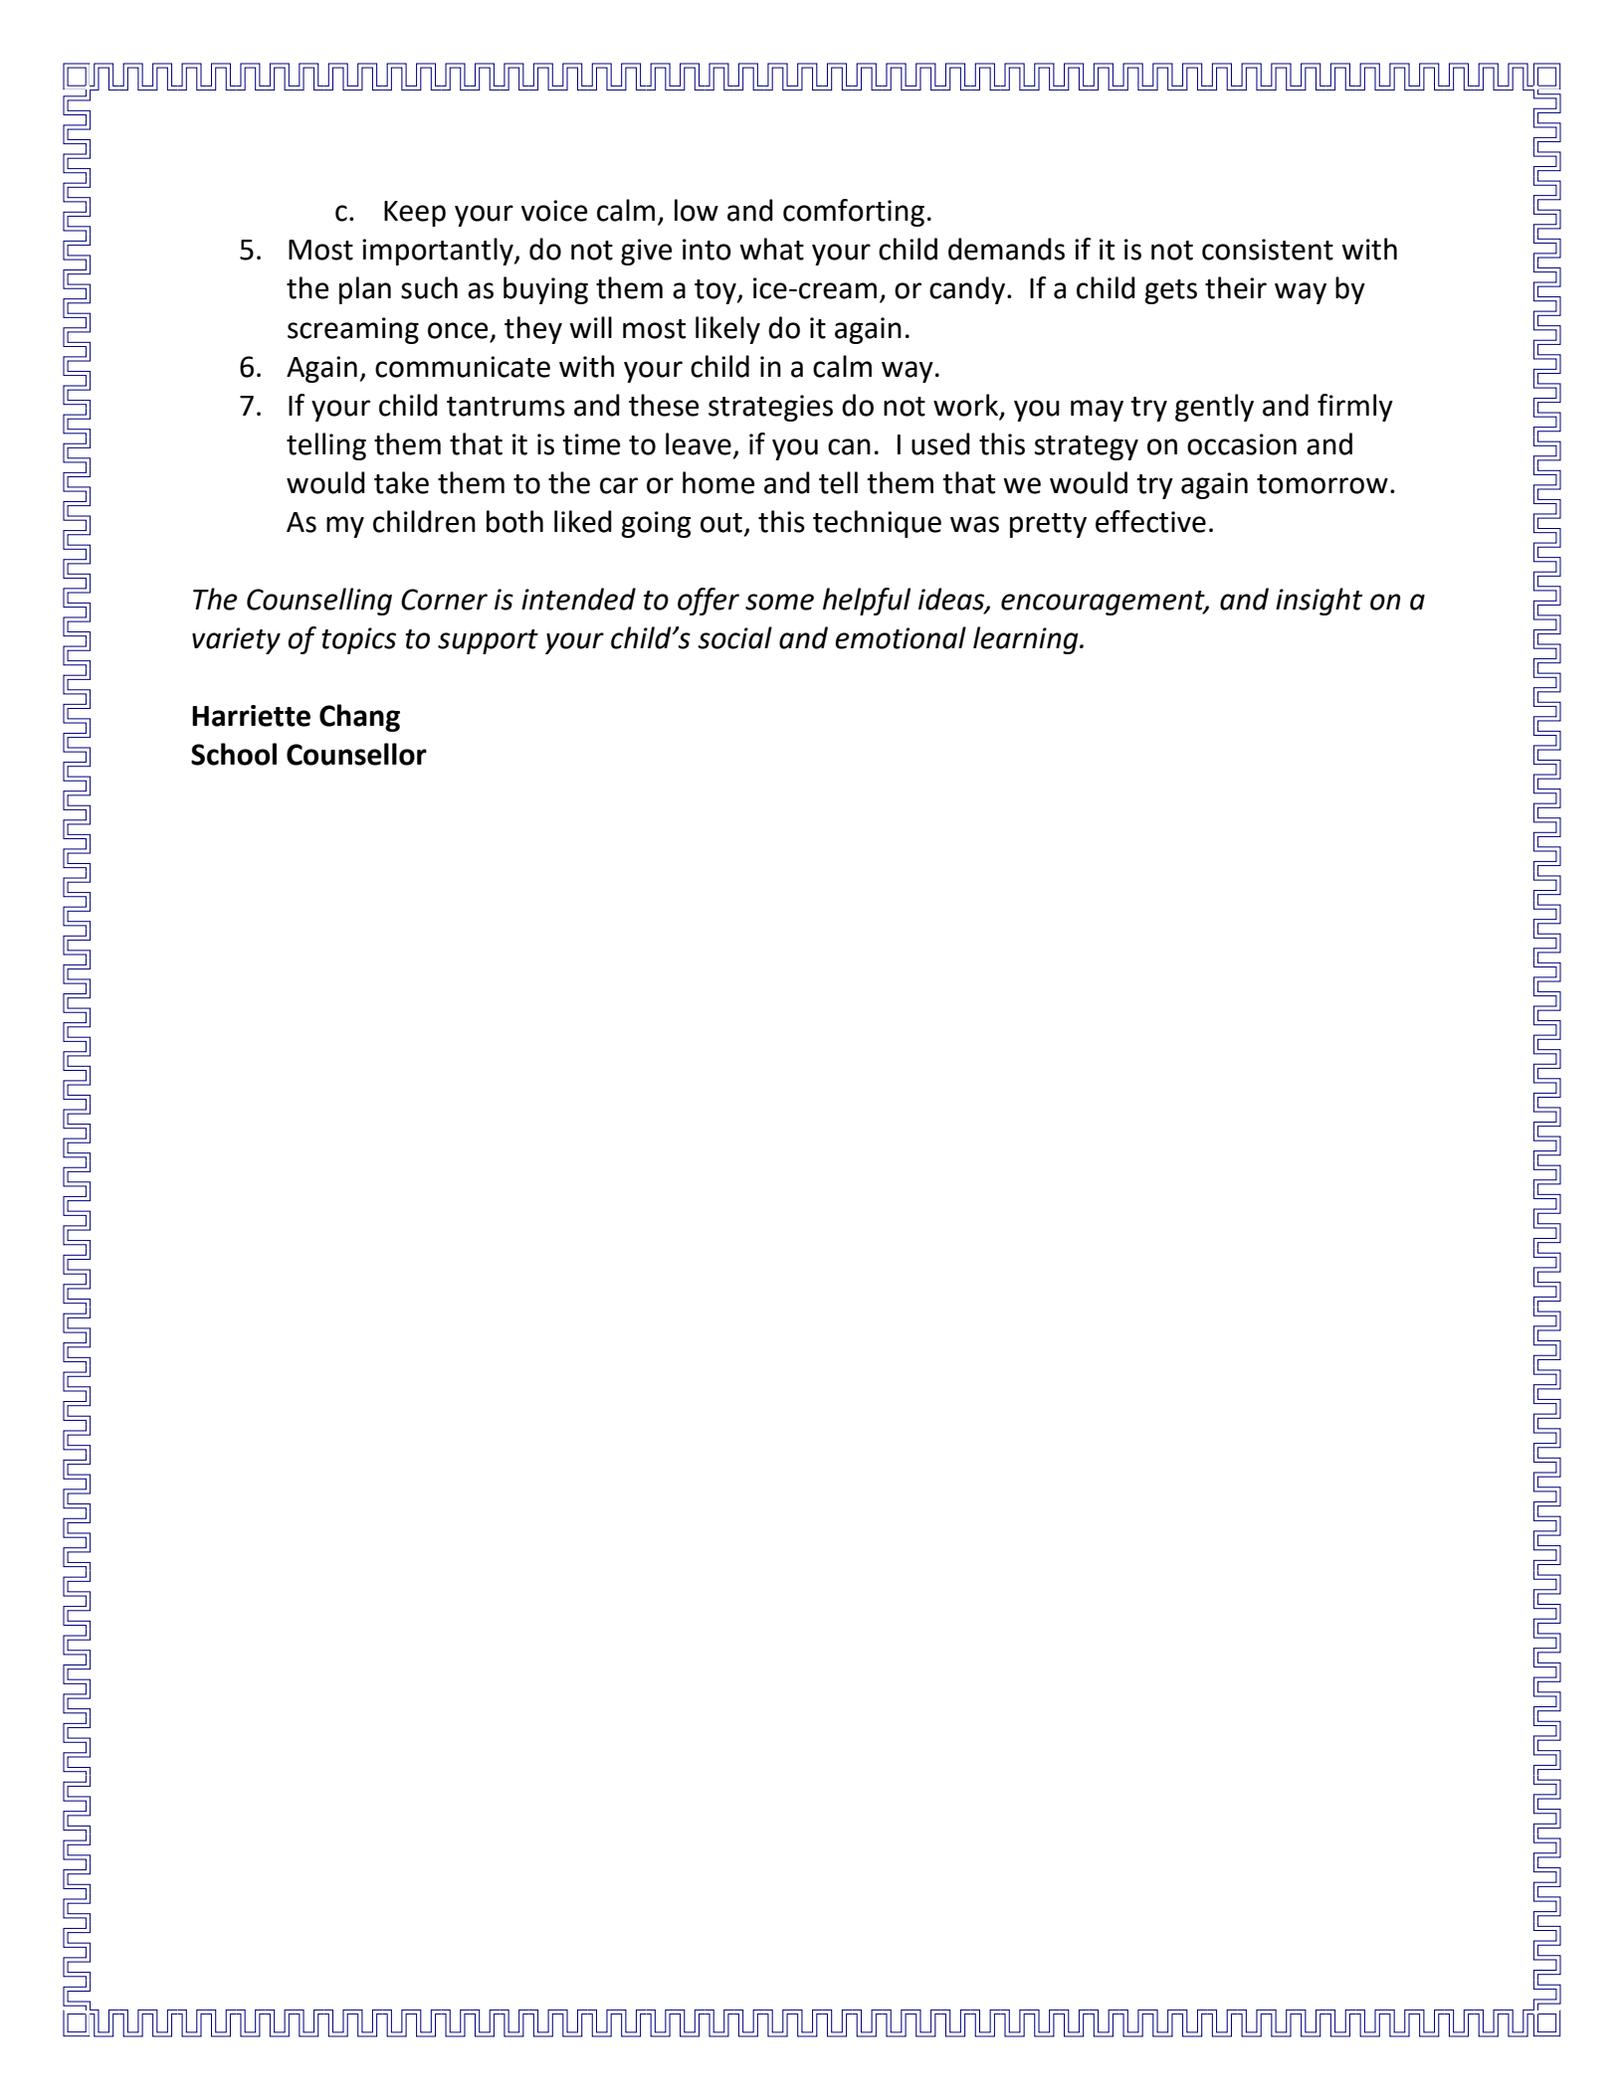 c. Keep your voice calm, low and comforting.
5. Most importantly, do not give into what your child demands if it is not consistent with
the plan such as buying them a toy, ice-cream, or candy.  If a child gets their way by
screaming once, they will most likely do it again.
6. Again, communicate with your child in a calm way.
7. If your child tantrums and these strategies do not work, you may try gently and firmly
telling them that it is time to leave, if you can.  I used this strategy on occasion and
would take them to the car or home and tell them that we would try again tomorrow.
As my children both liked going out, this technique was pretty effective.
The Counselling Corner is intended to offer some helpful ideas, encouragement, and insight on a
variety of topics to support your child’s social and emotional learning.
Harriette Chang
School Counsellor